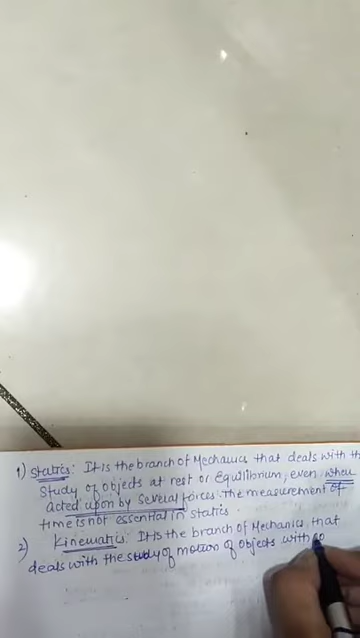 1) Statics: It is the branch of Mechanics that deals with th
study of objects at rest or Equilibrium, even when
acted upon by several forces. The measurement of
time is not essential in statics.
2) Kinematics: It is the branch of Mechanics that
deals with the study of motion of objects with